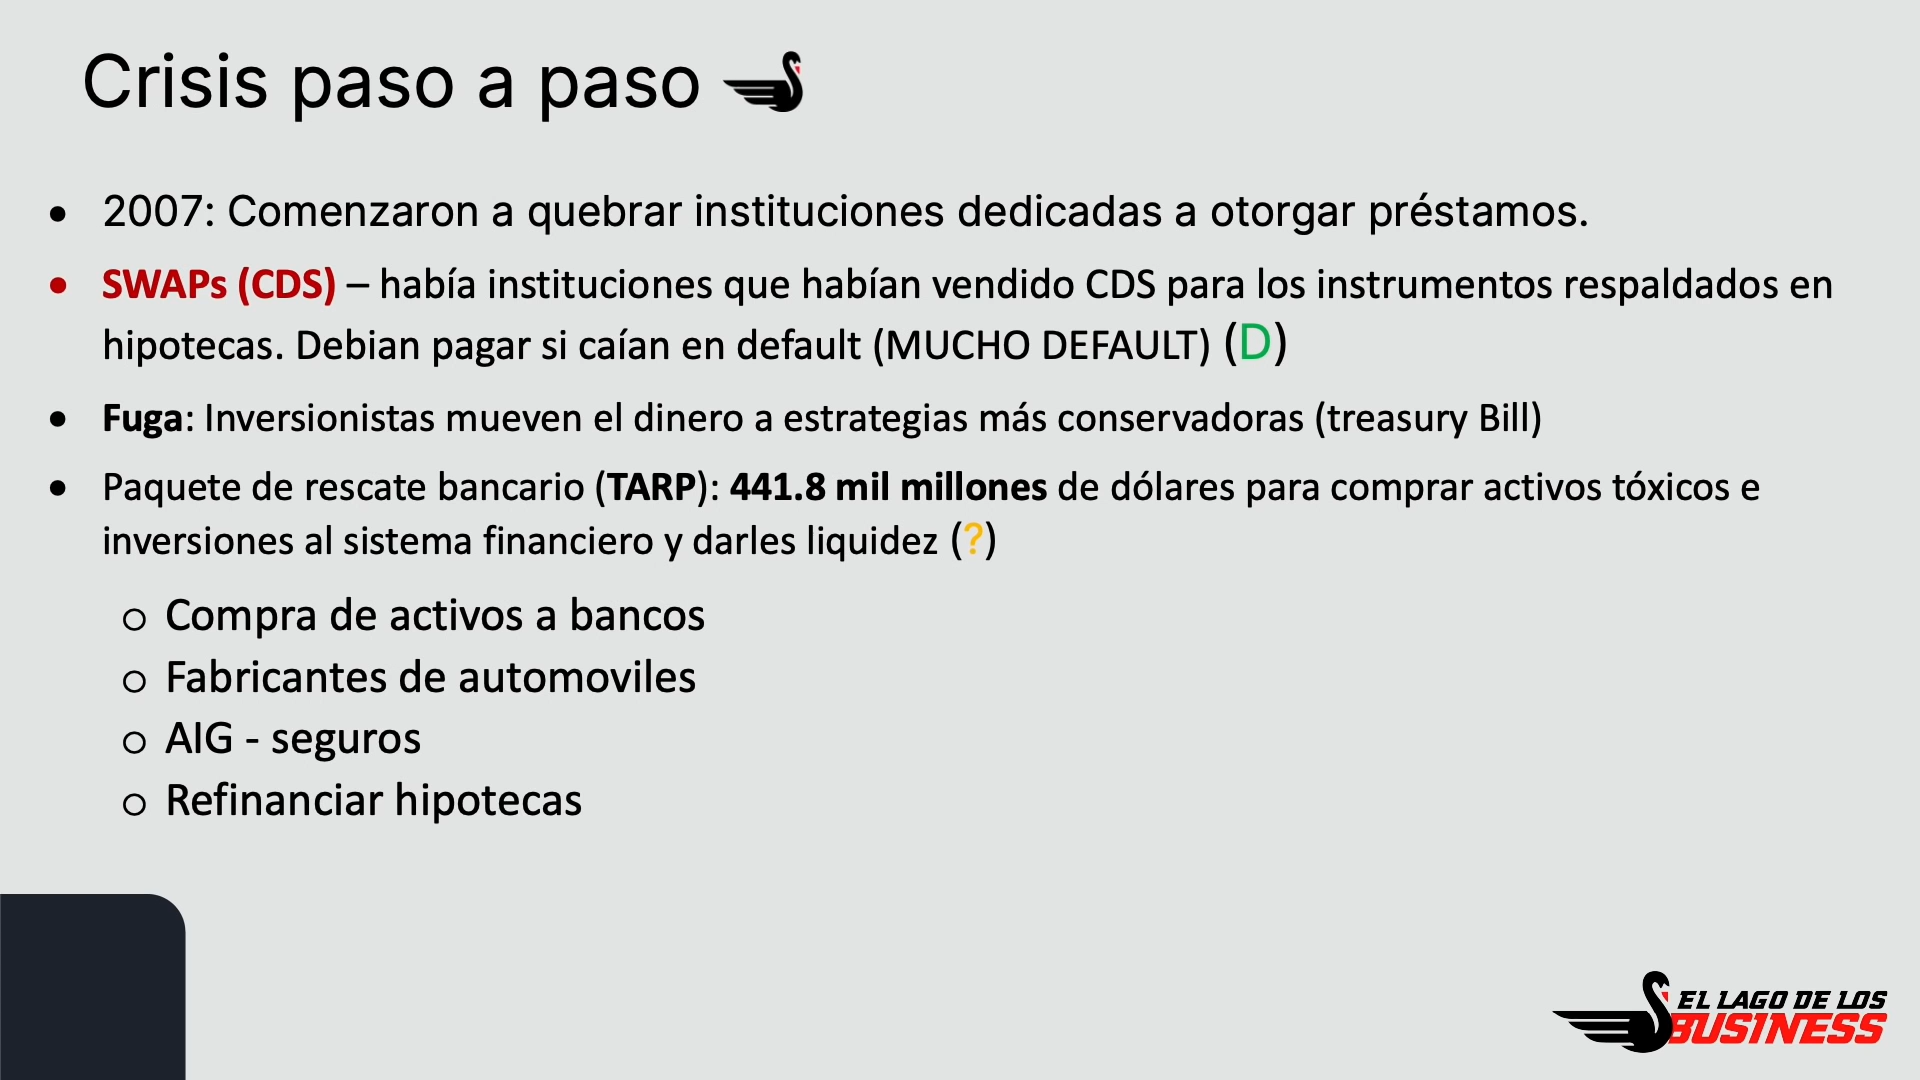 Crisis paso a paso
• 2007: Comenzaron a quebrar instituciones dedicadas a otorgar préstamos.
• SWAPs (CDS) – había instituciones que habían vendido CDS para los instrumentos respaldados en
hipotecas. Debian pagar si caían en default (MUCHO DEFAULT) (D)
• Fuga: Inversionistas mueven el dinero a estrategias más conservadoras (treasury Bill)
• Paquete de rescate bancario (TARP): 441.8 mil millones de dólares para comprar activos tóxicos e
inversiones al sistema financiero y darles liquidez (?)
o Compra de activos a bancos
o Fabricantes de automoviles
o AIG - seguros
o Refinanciar hipotecas
EL LAGO DE LOS
BUSINESS